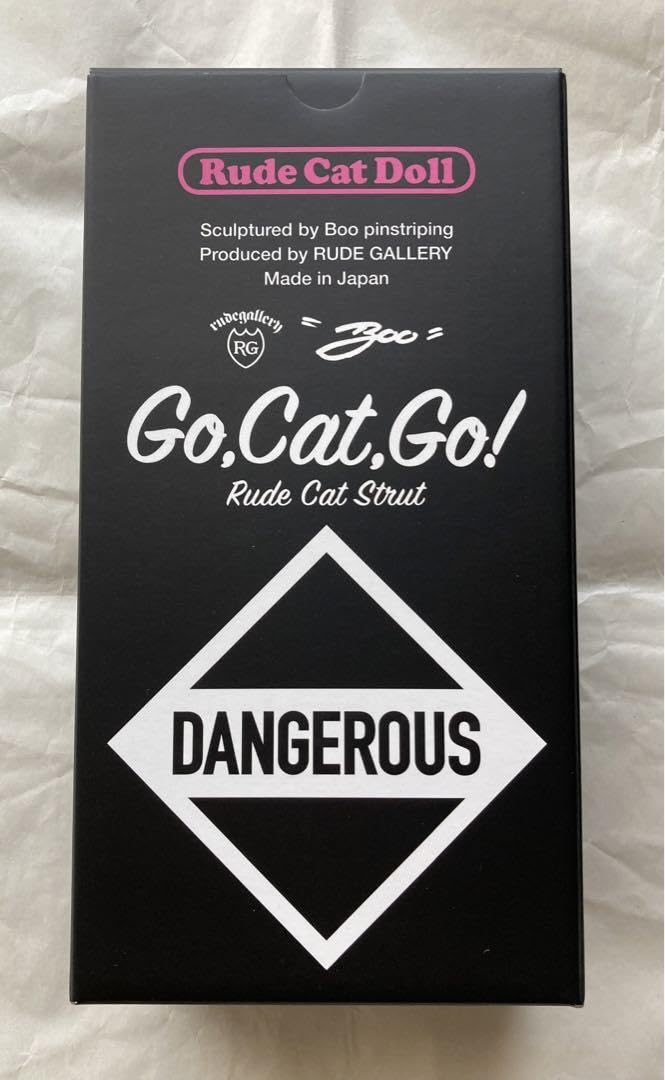 Rude Cat Doll
Sculptured by Boo pinstriping
Produced by RUDE GALLERY
Made in Japan
rudegallery
RG
"Boo"
Go,Cat,Go!
Rude Cat Strut
DANGEROUS